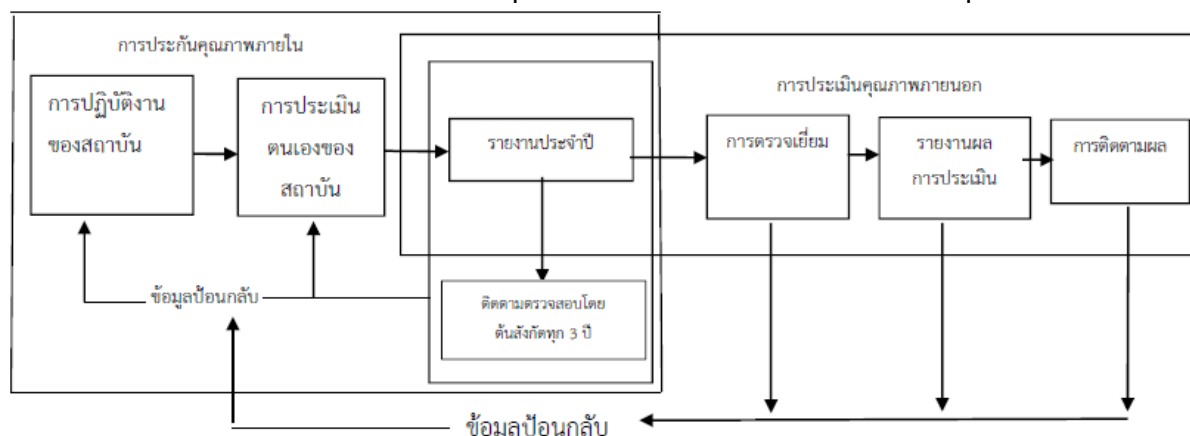 การประกันคุณภาพภายใน
การปฏิบัติงาน
ของสถาบัน
การประเมิน
ตนเองของ
สถาบัน
รายงานประจำปี
ติดตามตรวจสอบโดย
ต้นสังกัดทุก 3 ปี
การประเมินคุณภาพภายนอก
การตรวจเยี่ยม
รายงานผล
การประเมิน
การติดตามผล
ข้อมูลป้อนกลับ
ข้อมูลป้อนกลับ